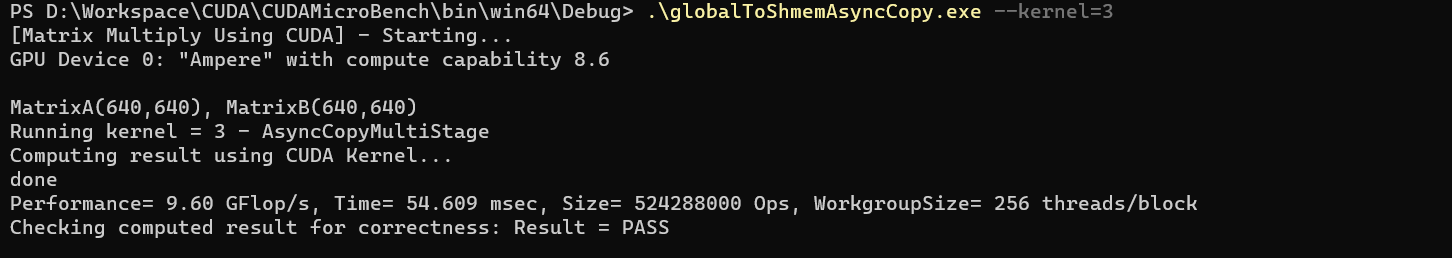 PS D:\Workspace\CUDA\CUDAMicroBench\bin\win64\Debug> .\globalToShmemAsyncCopy.exe --kernel=3
[Matrix Multiply Using CUDA] - Starting...
GPU Device 0: "Ampere" with compute capability 8.6
MatrixA(640,640), MatrixB(640,640)
Running kernel = 3 - AsyncCopyMultiStage
Computing result using CUDA Kernel...
done
Performance= 9.60 GFlop/s, Time= 54.609 msec, Size= 524288000 Ops, WorkgroupSize= 256 threads/block
Checking computed result for correctness: Result = PASS